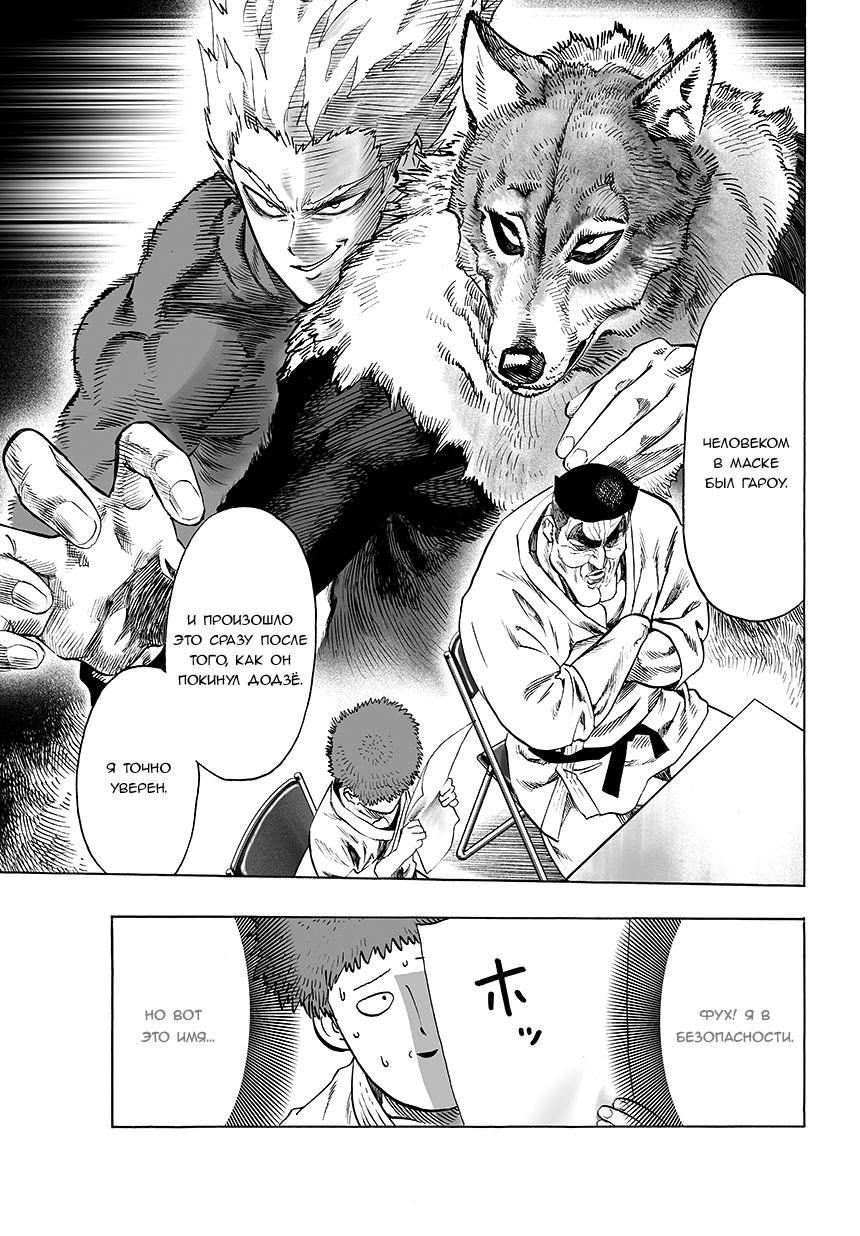 ЧЕЛОВЕКОМ
В МАСКЕ
БЫЛ ГАРОУ.
И ПРОИЗОШЛО
ЭТО СРАЗУ ПОСЛЕ
ТОГО, КАК ОН
ПОКИНУЛ ДОДЗЁ.
Я ТОЧНО
УВЕРЕН.
ФУХ! Я В
БЕЗОПАСНОСТИ.
ホッ
НО ВОТ
ЭТО ИМЯ...